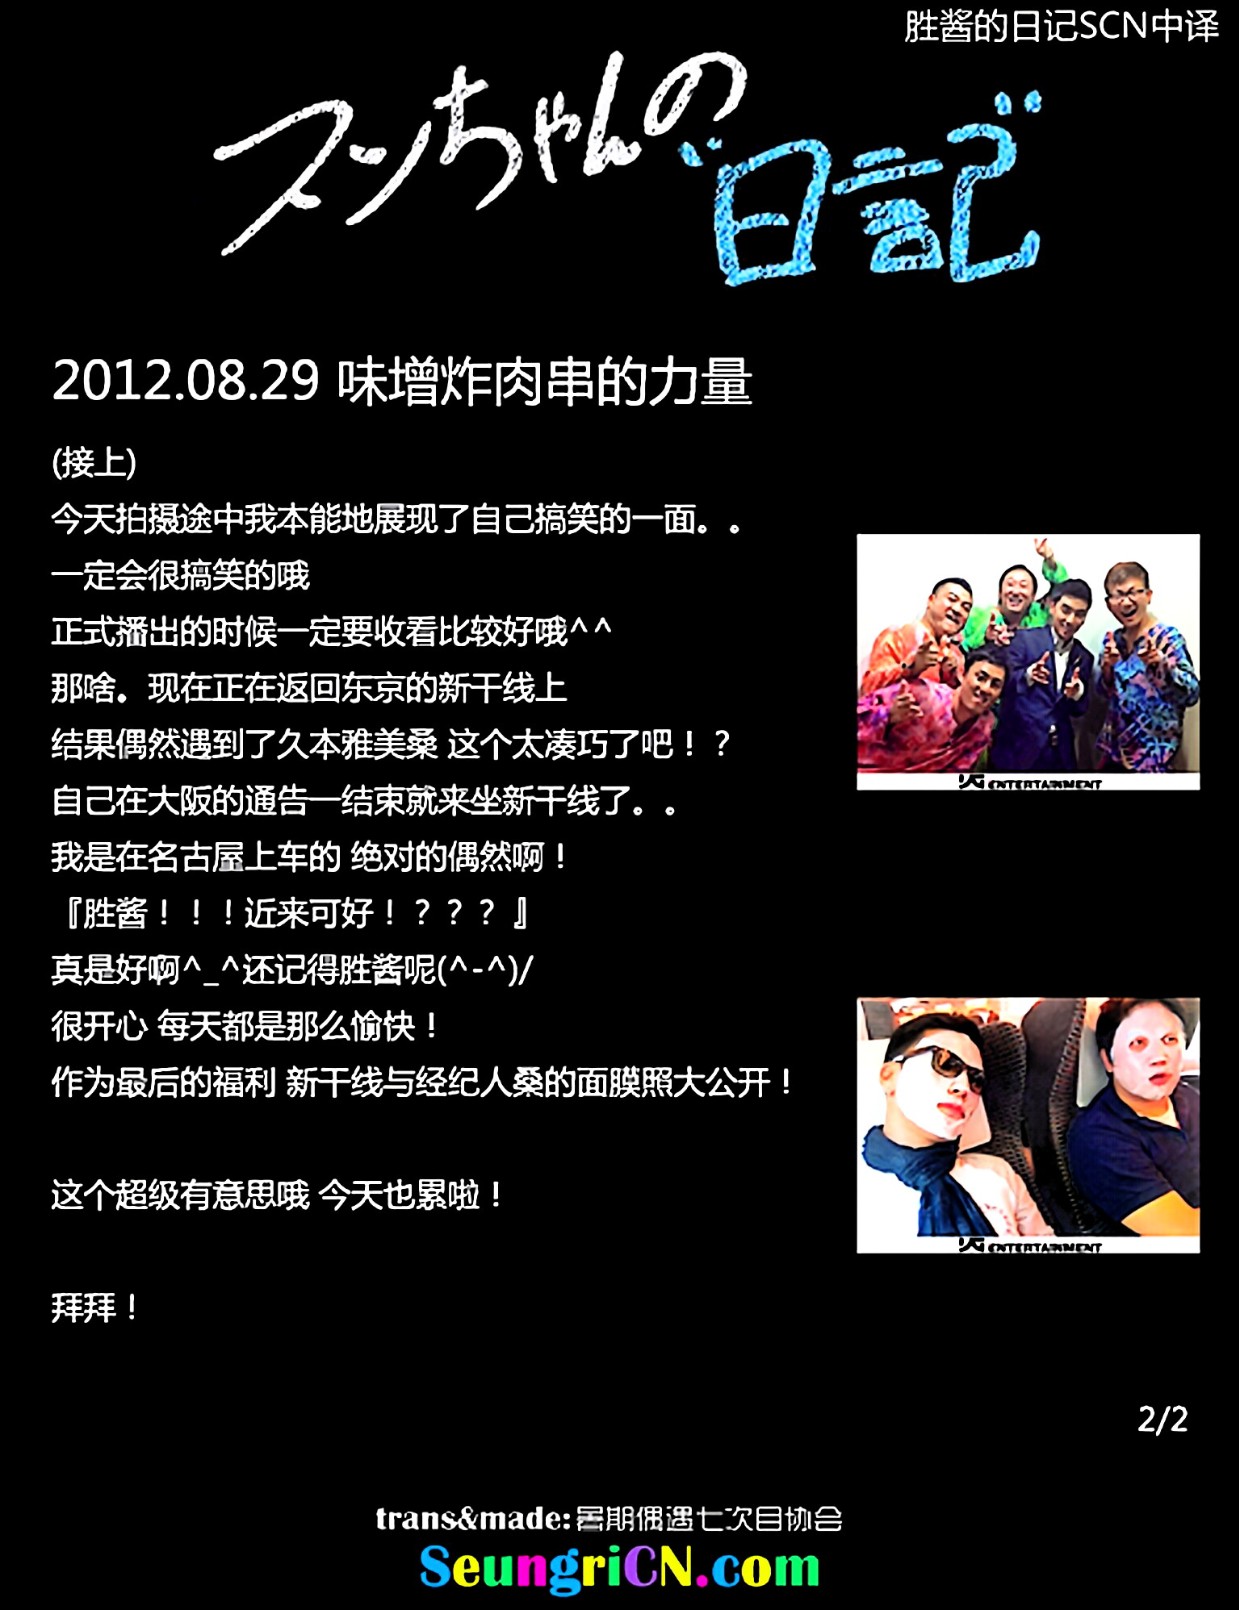 胜酱的日记SCN中译
スンちゃんの
日記
2012.08.29 味增炸肉串的力量
(接上)
今天拍摄途中我本能地展现了自己搞笑的一面。。
一定会很搞笑的哦
正式播出的时候一定要收看比较好哦^^
那啥。现在正在返回东京的新干线上
结果偶然遇到了久本雅美桑 这个太凑巧了吧！？
自己在大阪的通告一结束就来坐新干线了。。
我是在名古屋上车的 绝对的偶然啊！
『胜酱！！！近来可好！？？？』
真是好啊^_^还记得胜酱呢(^-^)/
很开心 每天都是那么愉快！
作为最后的福利 新干线与经纪人桑的面膜照大公开！
这个超级有意思哦 今天也累啦！
拜拜！
YG ENTERTAINMENT
YG ENTERTAINMENT
2/2
trans&made:暑期偶遇七次目协会
SeungriCN.com